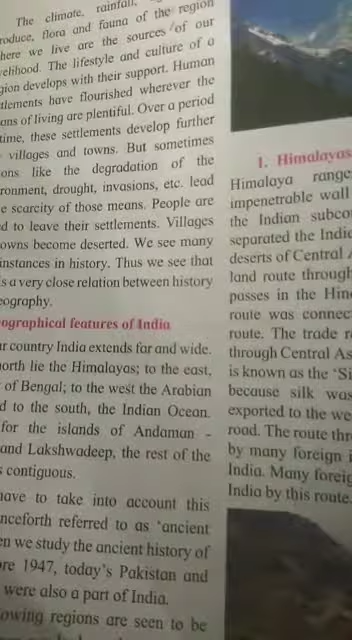 The climate, rainfall,
roduce, flora and fauna of the region
here we live are the sources of our
velihood. The lifestyle and culture of a
gion develops with their support. Human
tlements have flourished wherever the
ans of living are plentiful. Over a period
time, these settlements develop further
villages and towns. But sometimes
ons like the degradation of the
ronment, drought, invasions, etc. lead
e scarcity of those means. People are
d to leave their settlements. Villages
owns become deserted. We see many
instances in history. Thus we see that
s a very close relation between history
eography.
ographical features of India
ur country India extends far and wide.
orth lie the Himalayas; to the east,
of Bengal; to the west the Arabian
d to the south, the Indian Ocean.
for the islands of Andaman -
and Lakshwadeep, the rest of the
s contiguous.
have to take into account this
nceforth referred to as 'ancient
en we study the ancient history of
ore 1947, today's Pakistan and
were also a part of India.
owing regions are seen to be
1. Himalayas
Himalaya range
impenetrable wall
the Indian subco
separated the India
deserts of Central A
land route through
passes in the Hin
route was connec
route. The trade r
through Central As
is known as the 'Si
because silk was
exported to the we
road. The route thr
by many foreign i
India. Many foreig
India by this route.